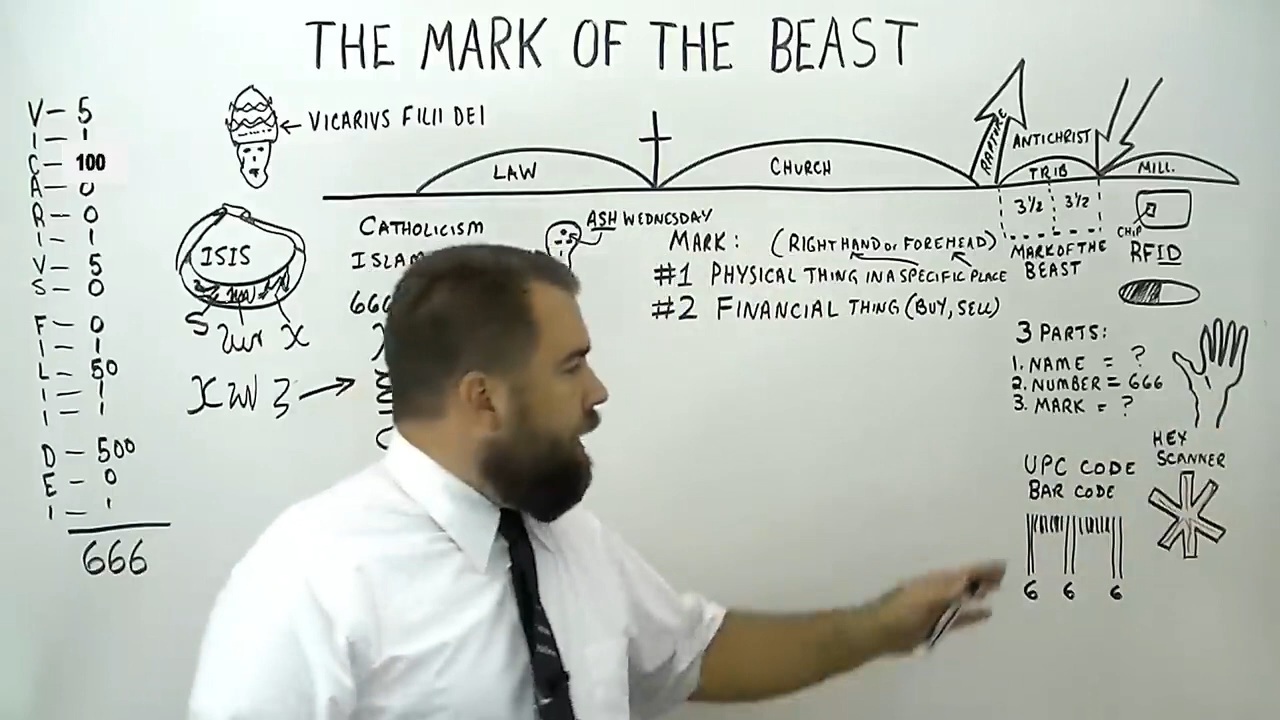 THE MARK OF THE BEAST
V - 5
I - 1
C - 100
A - 0
R - 0
I - 1
V - 5
S - 0
F - 0
I - 1
L - 50
I - 1
I - 1
D - 500
E - 0
I - 1
666
← VICARIUS FILII DEI
ISIS
LAW
CHURCH
RAPTURE
ANTICHRIST
TRIB
MILL.
3½ 3½
MARK OF THE
BEAST
CATHOLICISM
ISLAM
666
ASH WEDNESDAY
MARK: (RIGHT HAND OR FOREHEAD)
#1 PHYSICAL THING IN A SPECIFIC PLACE
#2 FINANCIAL THING (BUY, SELL)
CHIP
RFID
3 PARTS:
1. NAME = ?
2. NUMBER = 666
3. MARK = ?
UPC CODE
BAR CODE
6 6 6
HEY
SCANNER